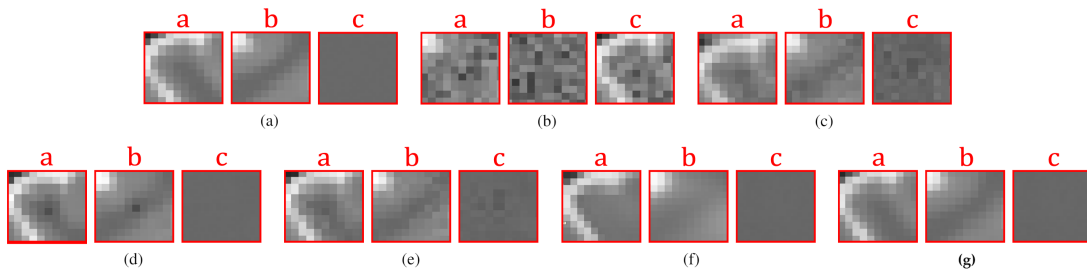 a b c a b c a b c
(a) (b) (c)
a b c a b c a b c a b c
(d) (e) (f) (g)